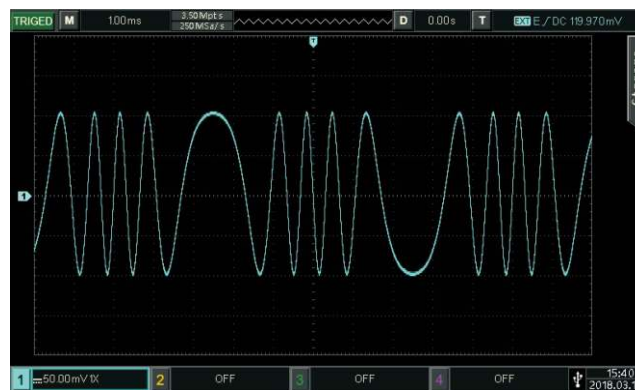 TRIGED M 1.00ms 3.50Mpts 250MSa/s D 0.00s T EXT E DC 119.970mV
T
1
1 50.00mV 1X 2 OFF 3 OFF 4 OFF 15:40
2018.03.1